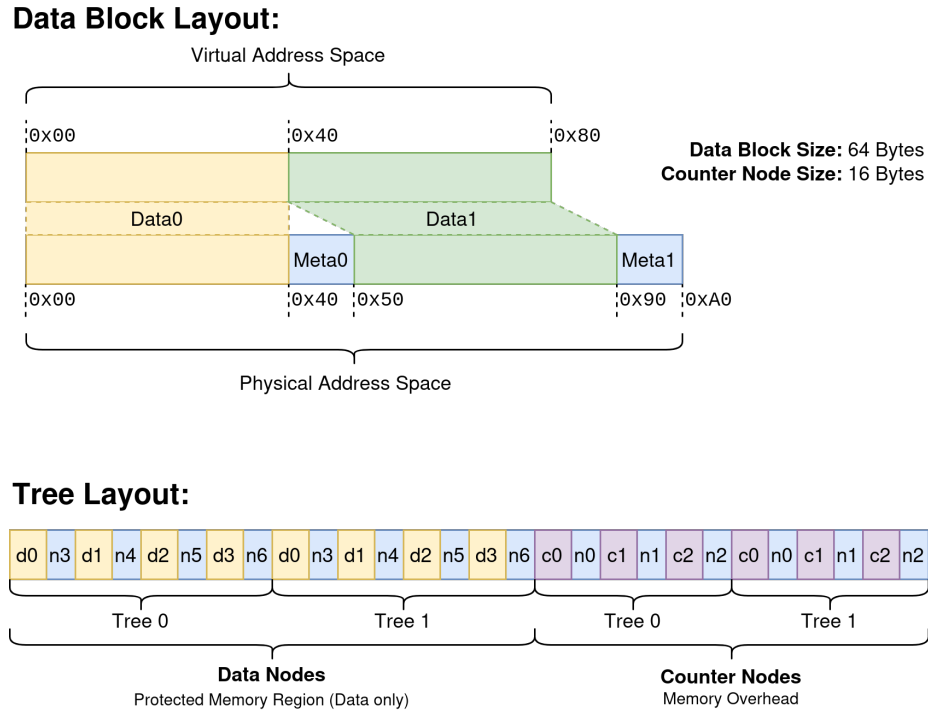 Data Block Layout:
Virtual Address Space
0x00 0x40 0x80
Data Block Size: 64 Bytes
Counter Node Size: 16 Bytes
Data0 Data1
Meta0 Meta1
0x00 0x40 0x50 0x90 0xA0
Physical Address Space
Tree Layout:
d0 n3 d1 n4 d2 n5 d3 n6 d0 n3 d1 n4 d2 n5 d3 n6 c0 n0 c1 n1 c2 n2 c0 n0 c1 n1 c2 n2
Tree 0 Tree 1 Tree 0 Tree 1
Data Nodes Counter Nodes
Protected Memory Region (Data only) Memory Overhead